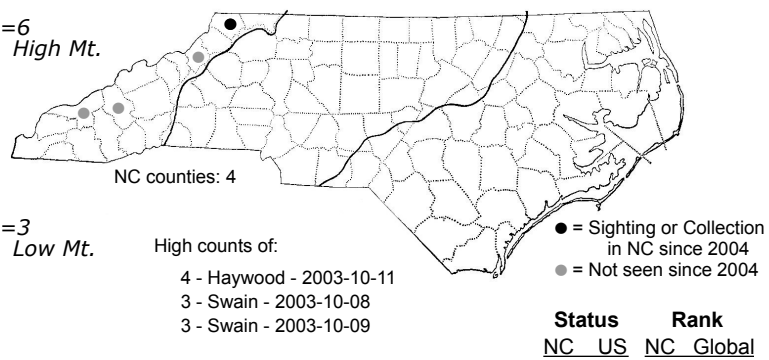 =6
High Mt.
NC counties: 4
=3
Low Mt.
High counts of:
4 - Haywood - 2003-10-11
3 - Swain - 2003-10-08
3 - Swain - 2003-10-09
● = Sighting or Collection
in NC since 2004
● = Not seen since 2004
Status Rank
NC US NC Global